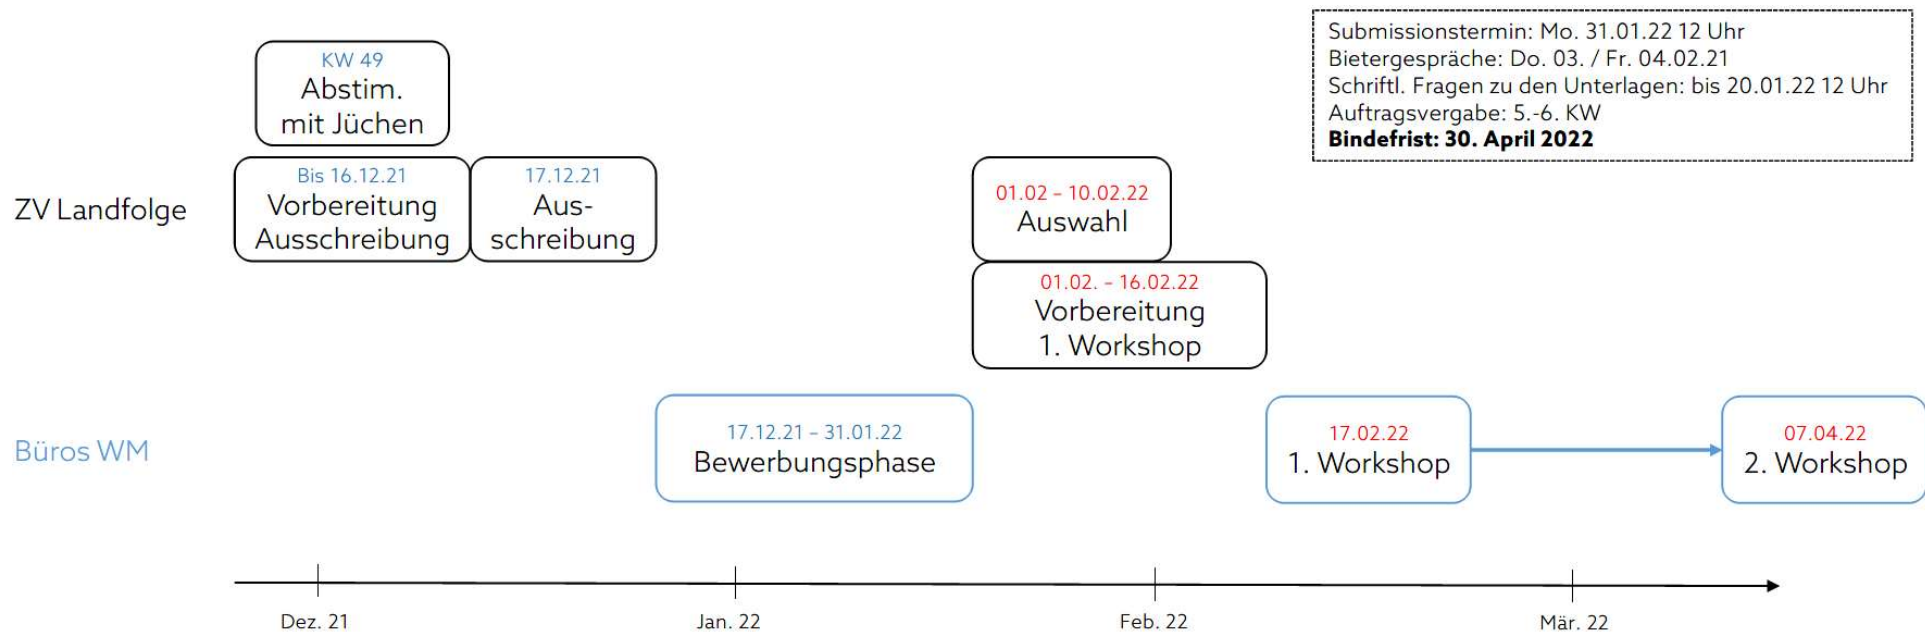 Submissionstermin: Mo. 31.01.22 12 Uhr
Bietergespräche: Do. 03. / Fr. 04.02.21
Schriftl. Fragen zu den Unterlagen: bis 20.01.22 12 Uhr
Auftragsvergabe: 5.-6. KW
Bindefrist: 30. April 2022
KW 49
Abstim.
mit Jüchen
ZV Landfolge
Bis 16.12.21
Vorbereitung
Ausschreibung
17.12.21
Aus-
schreibung
01.02 – 10.02.22
Auswahl
01.02. – 16.02.22
Vorbereitung
1. Workshop
Büros WM
17.12.21 – 31.01.22
Bewerbungsphase
17.02.22
1. Workshop
07.04.22
2. Workshop
Dez. 21
Jan. 22
Feb. 22
Mär. 22